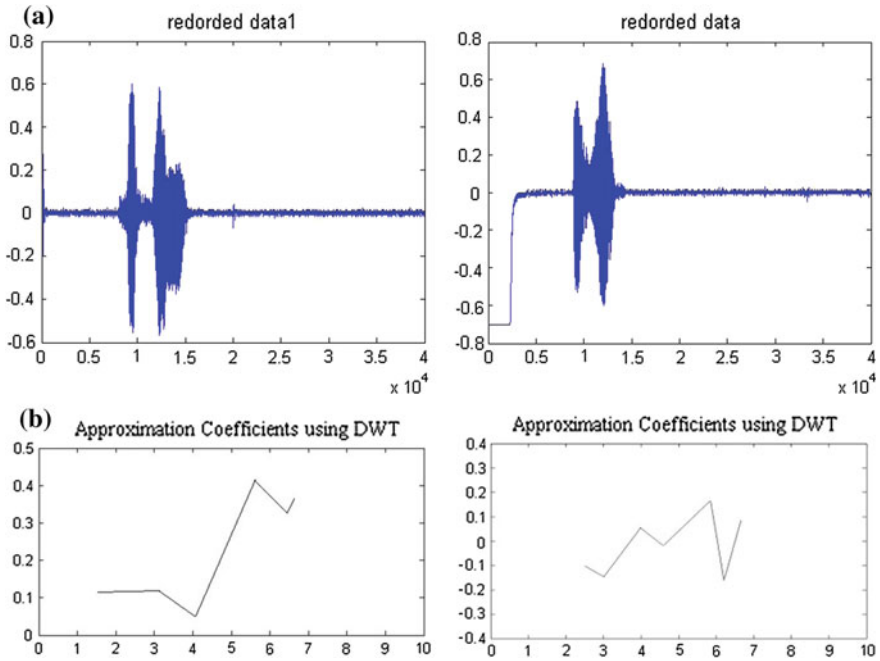 (a)
redorded data1
redorded data
0.8
0.6
0.4
0.2
0
-0.2
-0.4
-0.6
0 0.5 1 1.5 2 2.5 3 3.5 4
x 10^4
0.8
0.6
0.4
0.2
0
-0.2
-0.4
-0.6
-0.8
0 0.5 1 1.5 2 2.5 3 3.5 4
x 10^4
(b)
Approximation Coefficients using DWT
0.5
0.4
0.3
0.2
0.1
0
0 1 2 3 4 5 6 7 8 9 10
Approximation Coefficients using DWT
0.4
0.3
0.2
0.1
0
-0.1
-0.2
-0.3
-0.4
0 1 2 3 4 5 6 7 8 9 10